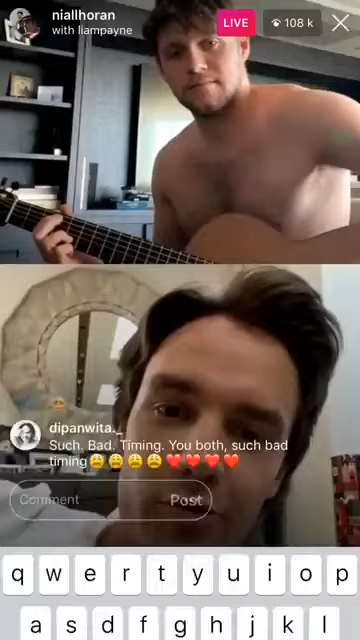 niallhoran
with liampayne
LIVE
108 k
dipanwita._
Such. Bad. Timing. You both, such bad
timing😩😩😩😩❤️❤️❤️❤️
Comment
Post
q w e r t y u i o p
a s d f g h j k l